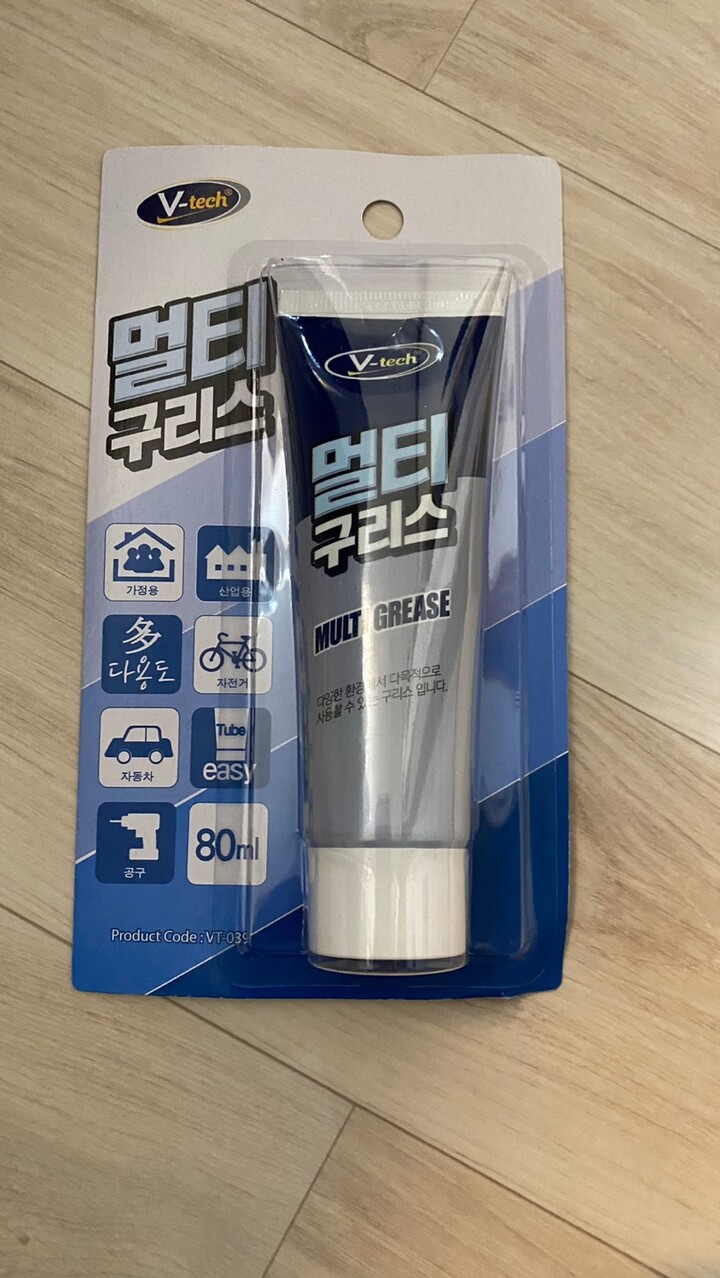 V-tech®
멀티
구리스
가정용
산업용
多
다용도
자전거
자동차
Tube
easy
공구
80ml
Product Code : VT-039
V-tech
멀티
구리스
MULTI GREASE
다양한 환경에서 다목적으로
사용할 수 있는 구리스 입니다.